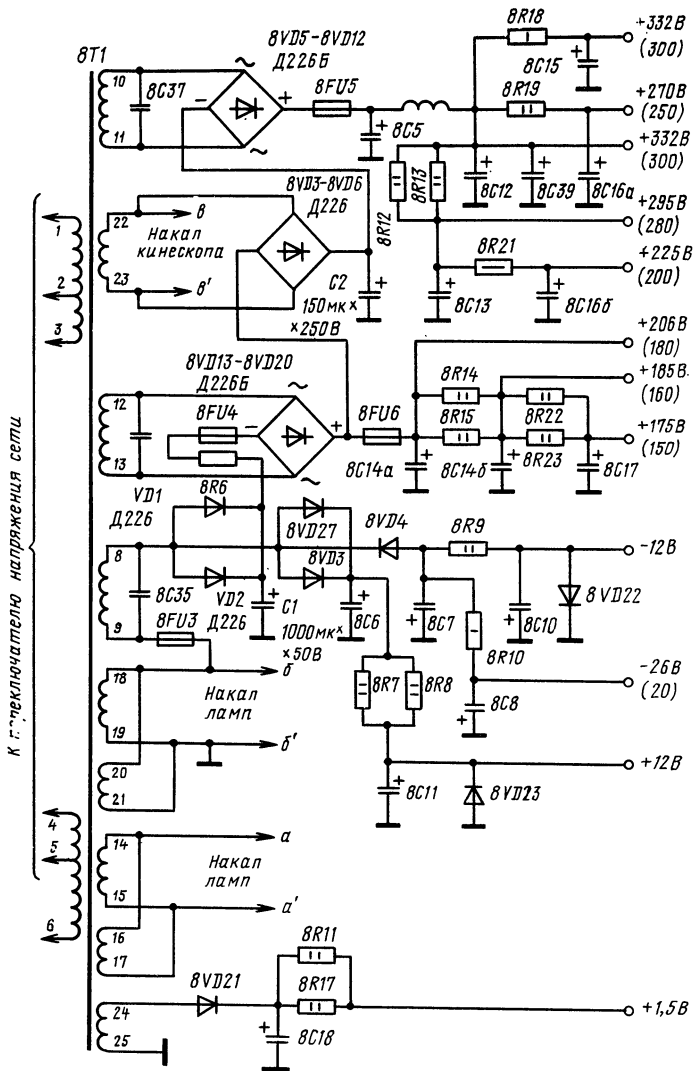 8T1
10
11
8C37
8VD5-8VD12
Д226Б
~
-
+
~
8FU5
+
8C5
8R18
+
8C15
+332В
(300)
8R19
+270В
(250)
+332В
(300)
8R12
8R13
+
8C12
+
8C39
+
8C16а
+295В
(280)
22
23
в
Накал
кинескопа
в'
8VD3-8VD6
Д226
+
C2
150мк×
×250В
8R21
+225В
(200)
+
8C13
+
8C16б
1
2
3
+206В
(180)
+185В
(160)
+175В
(150)
12
13
8VD13-8VD20
Д226Б
~
-
+
~
8FU4
8R6
8FU6
8R14
8R15
8R22
8R23
+
8C14а
+
8C14б
+
8C17
VD1
Д226
VD2
Д226
8
9
8C35
8FU3
+
C1
1000мк×
×50В
8VD27
8VD3
+
8C6
8VD4
+
8C7
8R9
+
8C10
8VD22
-12В
8R10
+
8C8
-26В
(20)
8R7
8R8
+
8C11
8VD23
+12В
18
19
20
21
б
Накал
ламп
б'
4
5
6
14
15
16
17
а
Накал
ламп
а'
24
25
8VD21
+
8C18
8R11
8R17
+1,5В